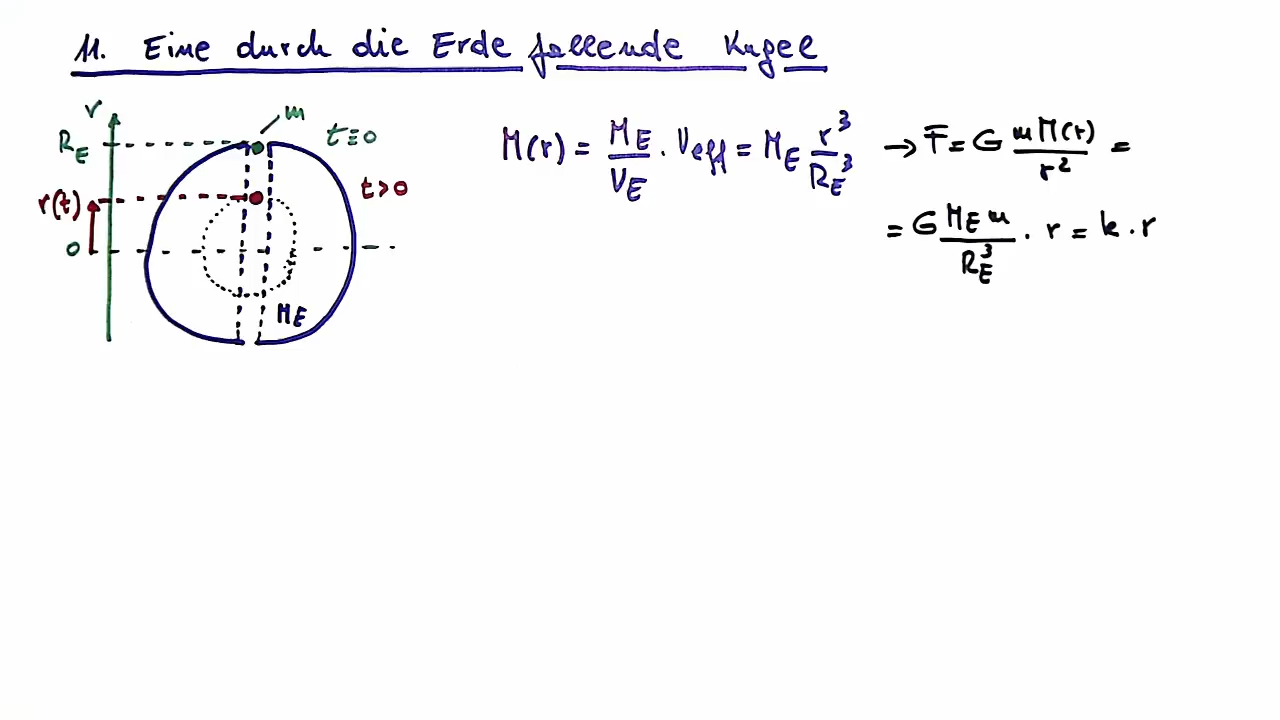 11. Eine durch die Erde fallende Kugel
r
m
R_E
t=0
r(t)
t>0
0
M_E
M(r) = M_E/V_E · V_eff = M_E r³/R_E³
→ F = G m M(r)/r² =
= G M_E m/R_E³ · r = k · r